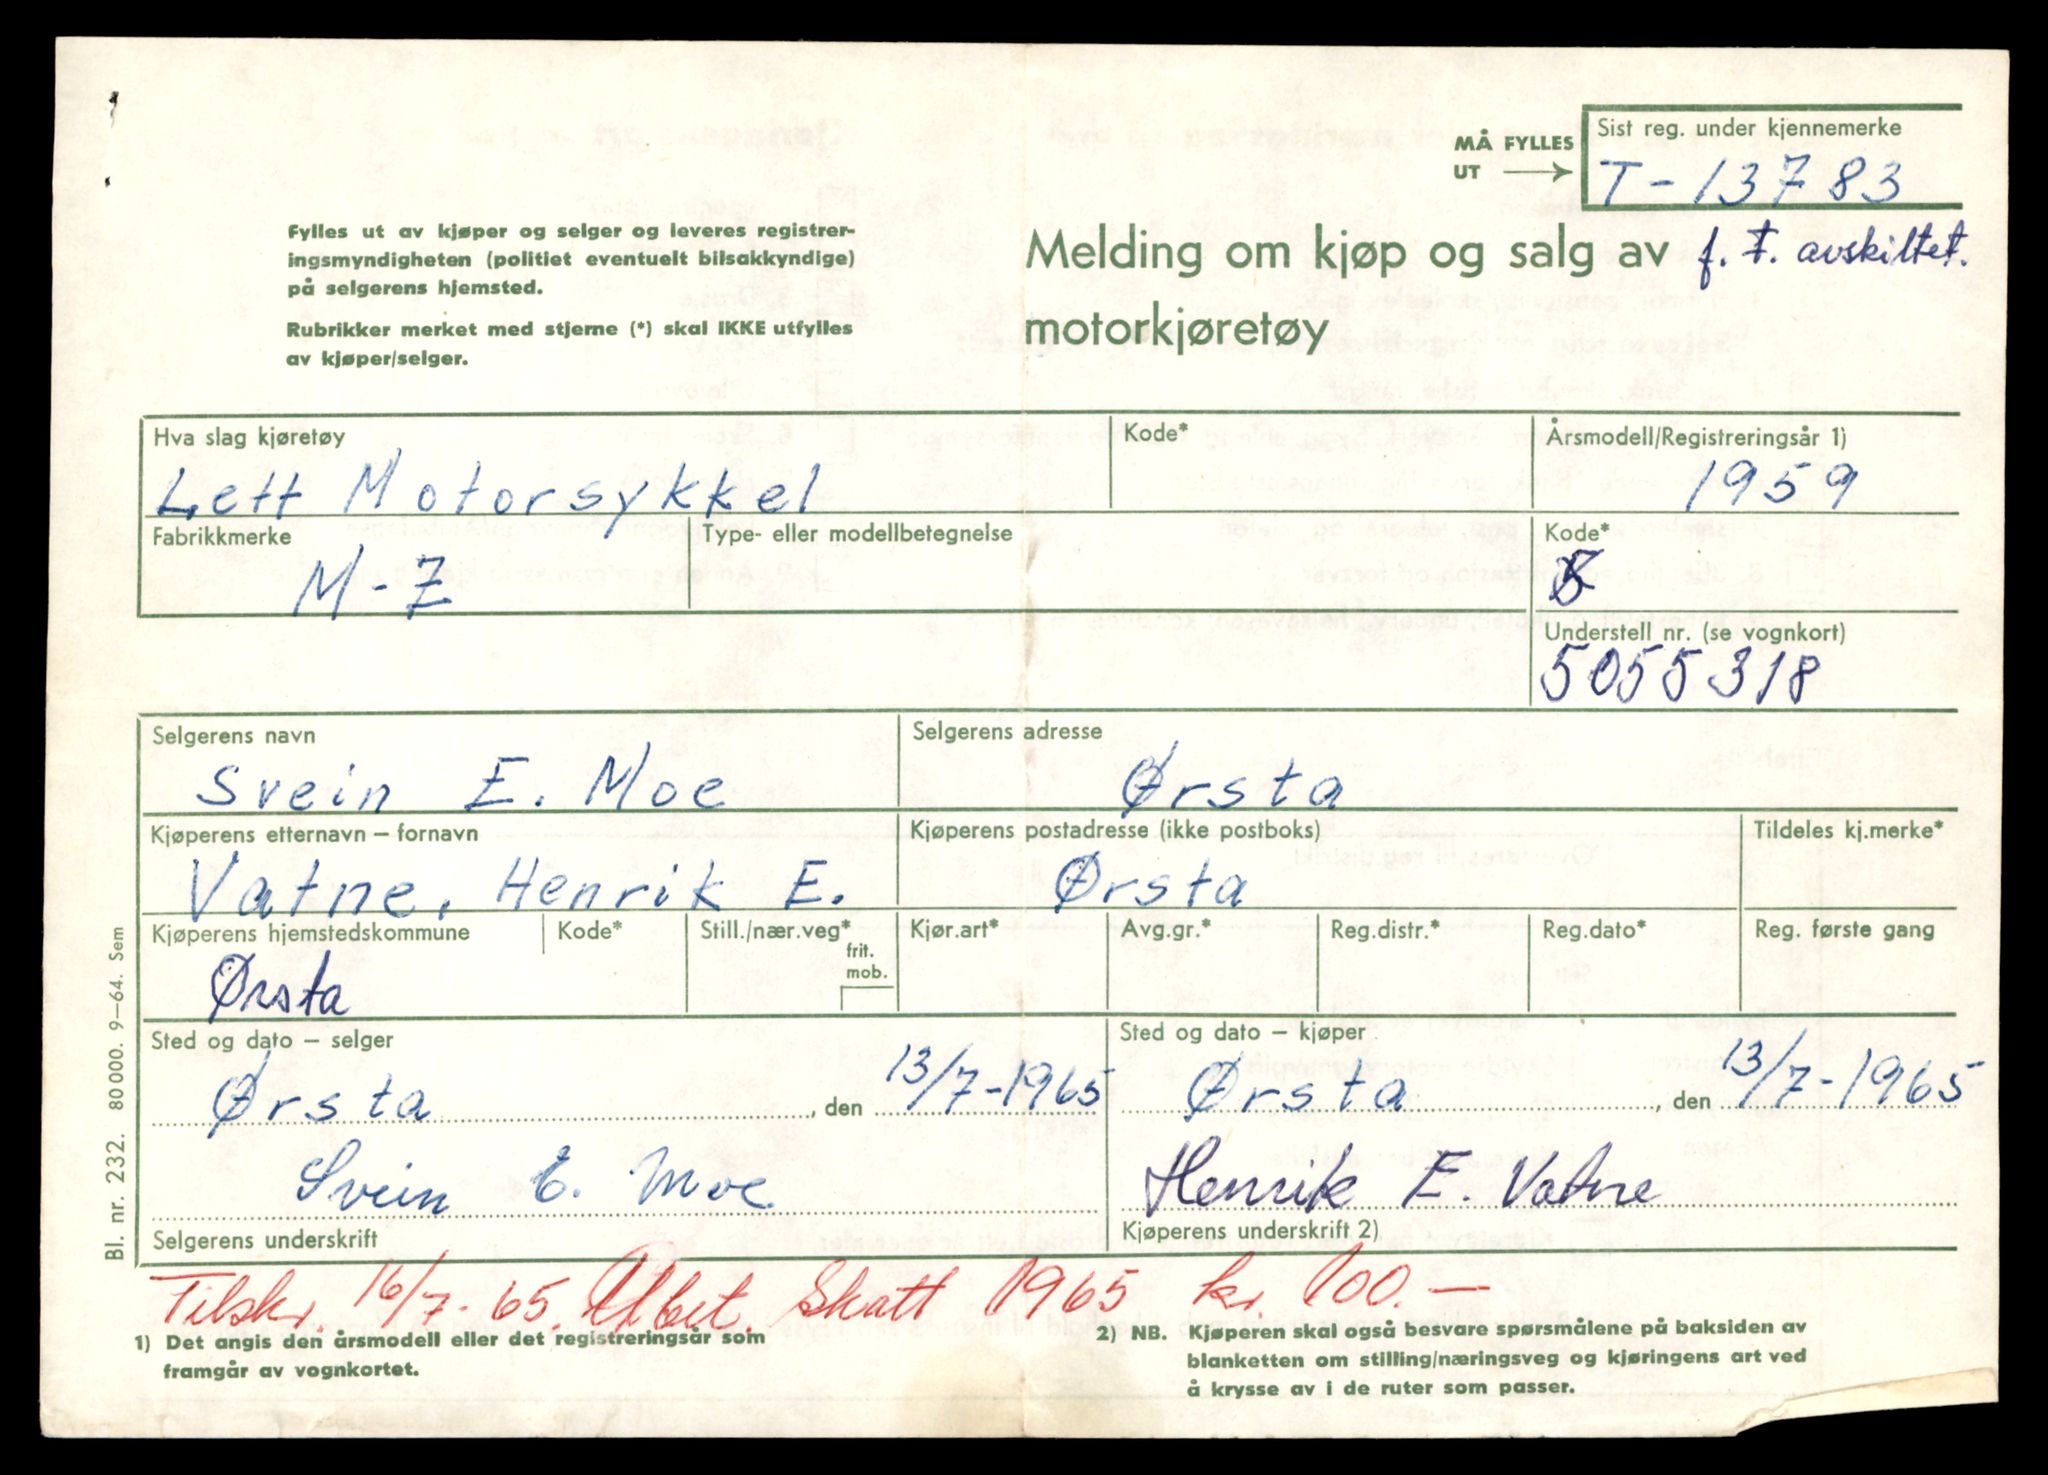 MÅ FYLLES
UT
Sist reg. under kjennemerke
T-13783
Fylles ut av kjøper og selger og leveres registrer-
ingsmyndigheten (politiet eventuelt bilsakkyndige)
på selgerens hjemsted.
Rubrikker merket med stjerne (*) skal IKKE utfylles
av kjøper/selger.
Melding om kjøp og salg av
motorkjøretøy
f. t. avskiltet.
Hva slag kjøretøy
Lett Motorsykkel
Kode*
Årsmodell/Registreringsår 1)
1959
Fabrikkmerke
M-Z
Type- eller modellbetegnelse
Kode*
Understell nr. (se vognkort)
5055318
Selgerens navn
Svein E. Moe
Selgerens adresse
Ørsta
Kjøperens etternavn – fornavn
Vatne, Henrik E.
Kjøperens postadresse (ikke postboks)
Ørsta
Tildeles kj.merke*
Kjøperens hjemstedskommune
Ørsta
Kode*
Still./nær.veg*
frit.
mob.
Kjør.art*
Avg.gr.*
Reg.distr.*
Reg.dato*
Reg. første gang
Sted og dato – selger
Ørsta, den 13/7-1965
Svein E. Moe
Selgerens underskrift
Sted og dato – kjøper
Ørsta, den 13/7-1965
Henrik E. Vatne
Kjøperens underskrift 2)
Tilskr. 16/7-65. Skatt 1965 kr. 100.—
1) Det angis den årsmodell eller det registreringsår som
framgår av vognkortet.
2) NB. Kjøperen skal også besvare spørsmålene på baksiden av
blanketten om stilling/næringsveg og kjøringens art ved
å krysse av i de ruter som passer.
Bl. nr. 232. 80 000. 9–64. Sem